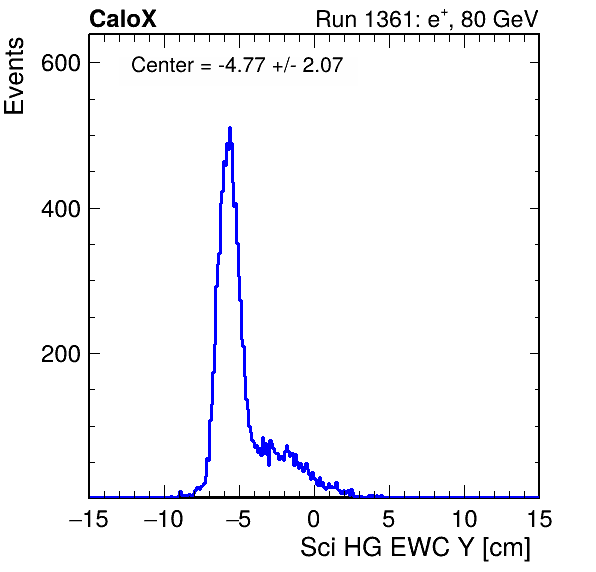 CaloX Run 1361: e⁺, 80 GeV
Center = -4.77 +/- 2.07
Events
600
400
200
−15 −10 −5 0 5 10 15
Sci HG EWC Y [cm]